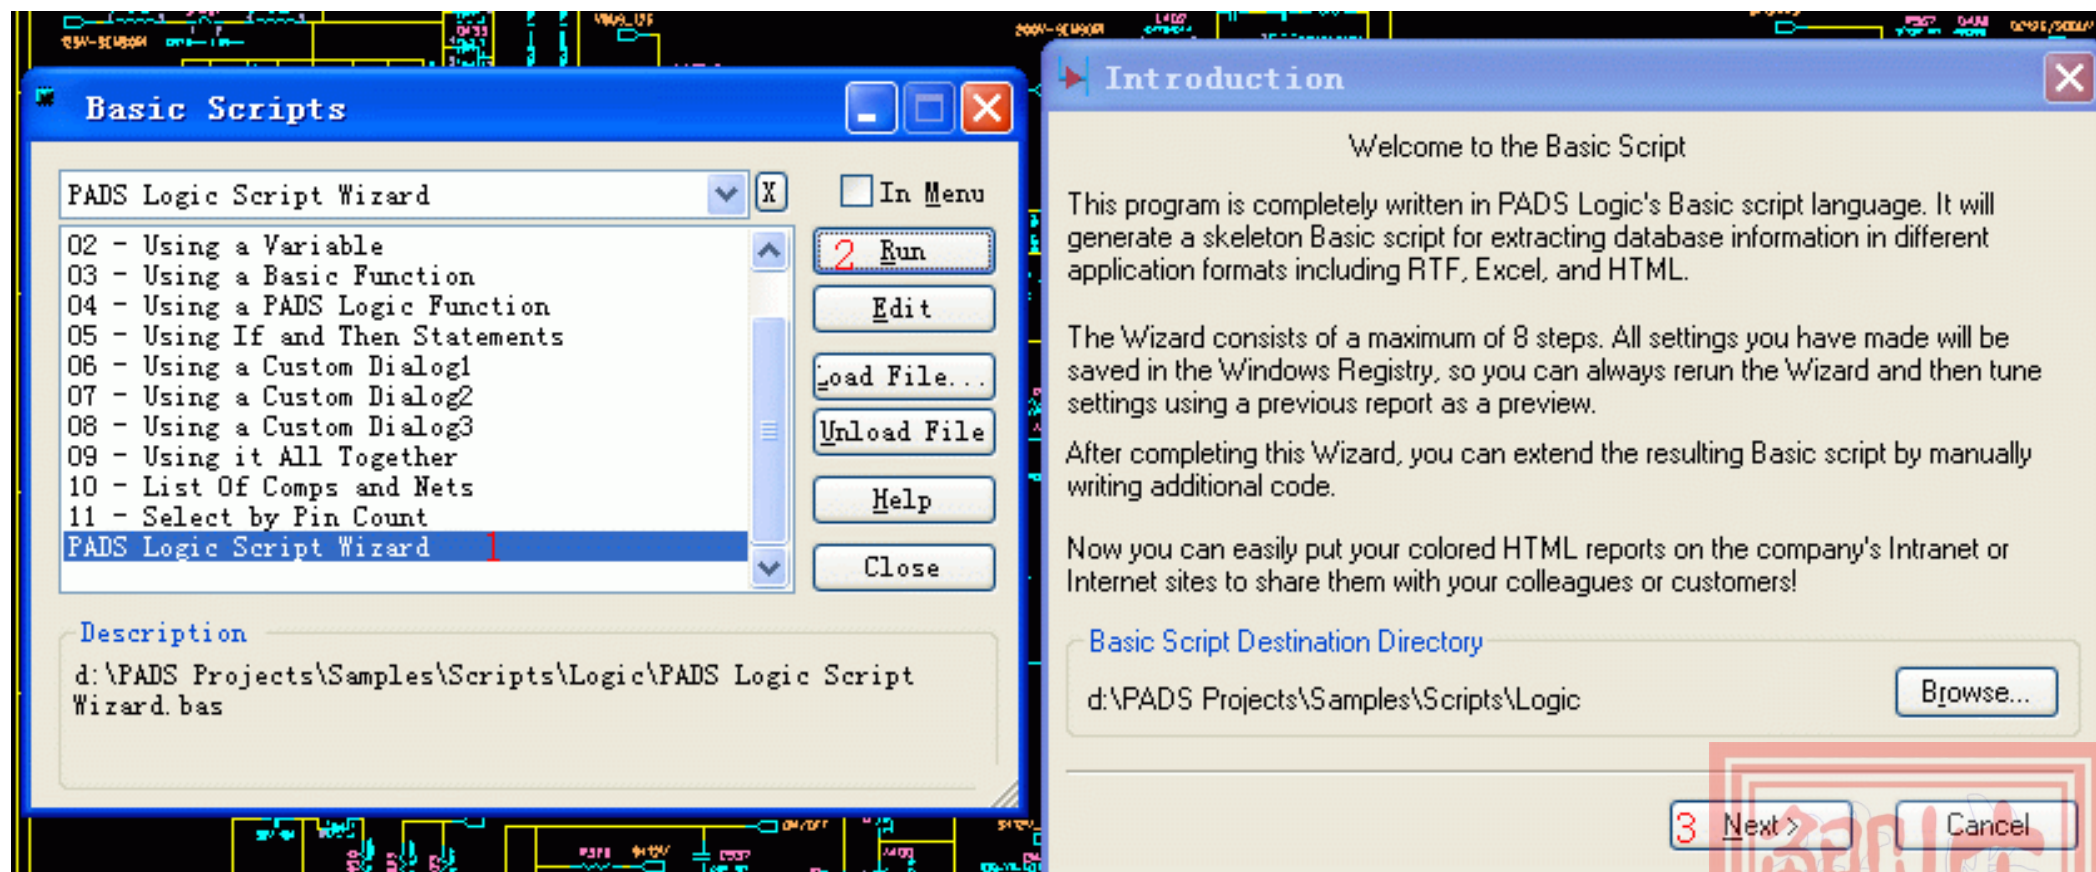 125V-SENSOR
200V-SENSOR
Basic Scripts
PADS Logic Script Wizard
X
In Menu
02 - Using a Variable
03 - Using a Basic Function
04 - Using a PADS Logic Function
05 - Using If and Then Statements
06 - Using a Custom Dialog1
07 - Using a Custom Dialog2
08 - Using a Custom Dialog3
09 - Using it All Together
10 - List Of Comps and Nets
11 - Select by Pin Count
PADS Logic Script Wizard 1
2 Run
Edit
Load File...
Unload File
Help
Close
Description
d:\PADS Projects\Samples\Scripts\Logic\PADS Logic Script
Wizard.bas
Introduction
Welcome to the Basic Script
This program is completely written in PADS Logic's Basic script language. It will
generate a skeleton Basic script for extracting database information in different
application formats including RTF, Excel, and HTML.
The Wizard consists of a maximum of 8 steps. All settings you have made will be
saved in the Windows Registry, so you can always rerun the Wizard and then tune
settings using a previous report as a preview.
After completing this Wizard, you can extend the resulting Basic script by manually
writing additional code.
Now you can easily put your colored HTML reports on the company's Intranet or
Internet sites to share them with your colleagues or customers!
Basic Script Destination Directory
d:\PADS Projects\Samples\Scripts\Logic
Browse...
3 Next >
Cancel
ON/OFF